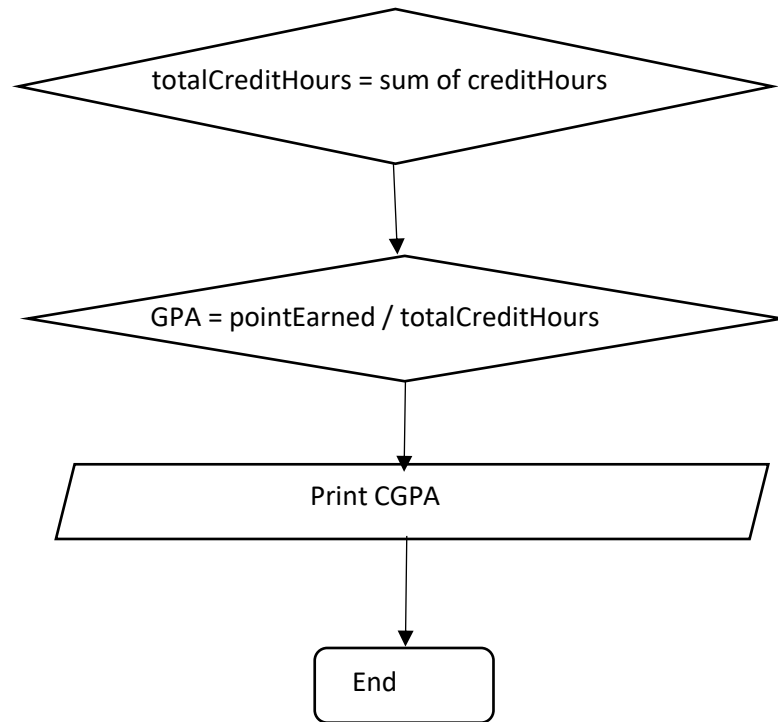 totalCreditHours = sum of creditHours
GPA = pointEarned / totalCreditHours
Print CGPA
End